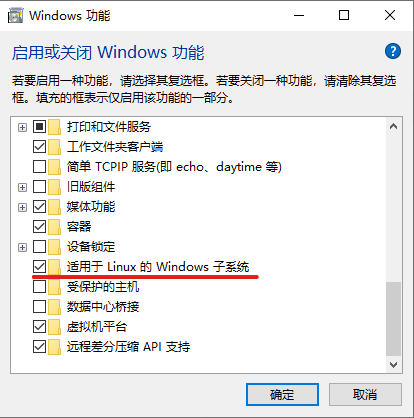 Windows 功能
启用或关闭 Windows 功能
若要启用一种功能，请选择其复选框。若要关闭一种功能，请清除其复选
框。填充的框表示仅启用该功能的一部分。
打印和文件服务
工作文件夹客户端
简单 TCPIP 服务(即 echo、daytime 等)
旧版组件
媒体功能
容器
设备锁定
适用于 Linux 的 Windows 子系统
受保护的主机
数据中心桥接
虚拟机平台
远程差分压缩 API 支持
确定
取消